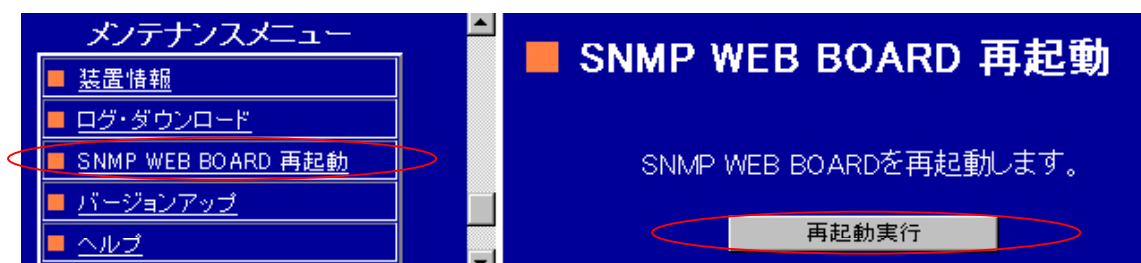 メンテナンスメニュー
装置情報
ログ・ダウンロード
SNMP WEB BOARD 再起動
バージョンアップ
ヘルプ
SNMP WEB BOARD 再起動
SNMP WEB BOARDを再起動します。
再起動実行